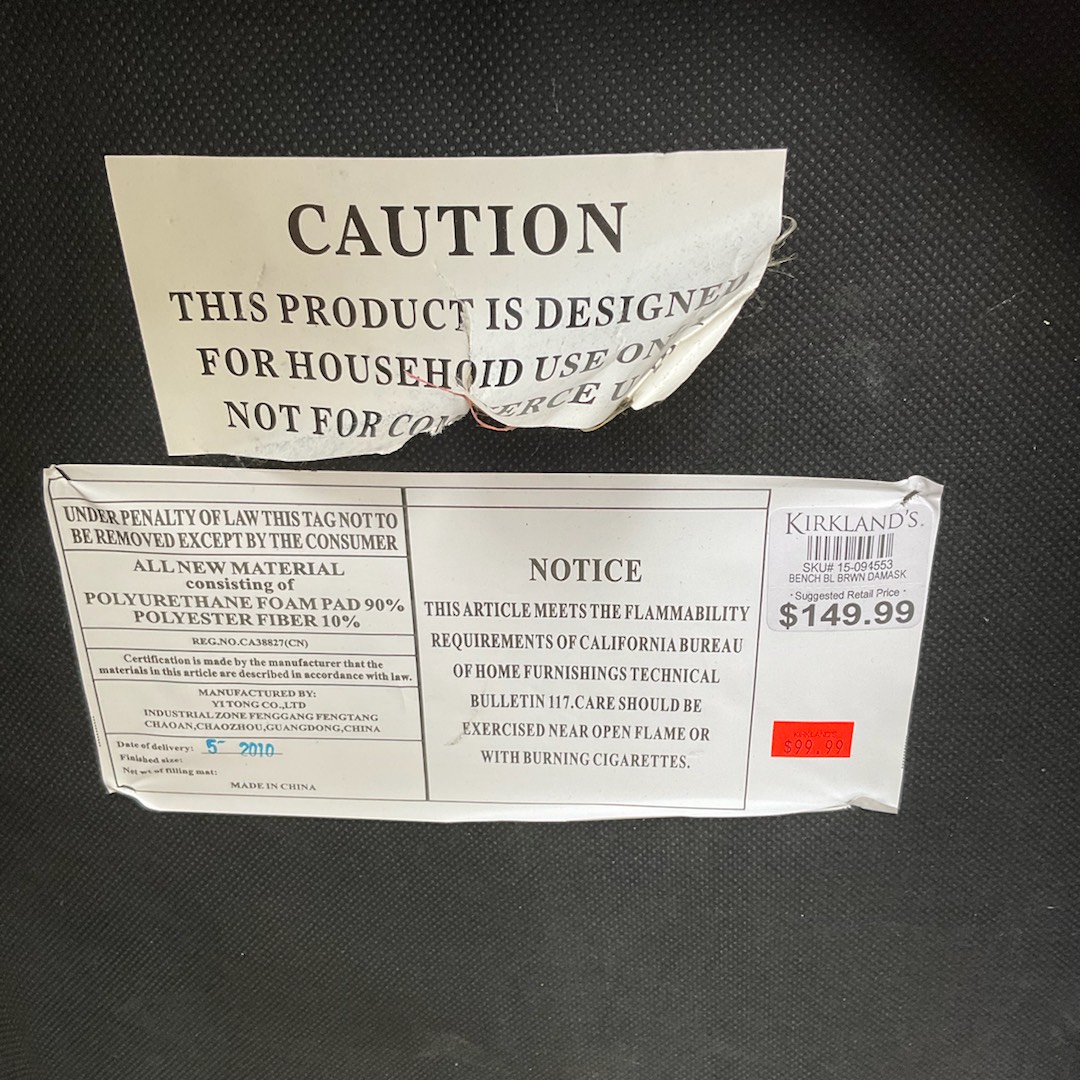 CAUTION
THIS PRODUCT IS DESIGNED
FOR HOUSEHOID USE
NOT FOR
UNDER PENALTY OF LAW THIS TAG NOT TO
BE REMOVED EXCEPT BY THE CONSUMER
ALL NEW MATERIAL
consisting of
POLYURETHANE FOAM PAD 90%
POLYESTER FIBER 10%
REG.NO.CA38827(CN)
Certification is made by the manufacturer that the
materials in this article are described in accordance with law.
MANUFACTURED BY:
YI TONG CO.,LTD
INDUSTRIAL ZONE FENGGANG FENGTANG
CHAOAN,CHAOZHOU,GUANGDONG,CHINA
Date of delivery: 5- 2010
Finished size:
Net of filling mat:
MADE IN CHINA
NOTICE
THIS ARTICLE MEETS THE FLAMMABILITY
REQUIREMENTS OF CALIFORNIA BUREAU
OF HOME FURNISHINGS TECHNICAL
BULLETIN 117.CARE SHOULD BE
EXERCISED NEAR OPEN FLAME OR
WITH BURNING CIGARETTES.
KIRKLAND'S.
SKU# 15-094553
BENCH BL BRWN DAMASK
Suggested Retail Price
$149.99
KIRKLAND'S
$99.99